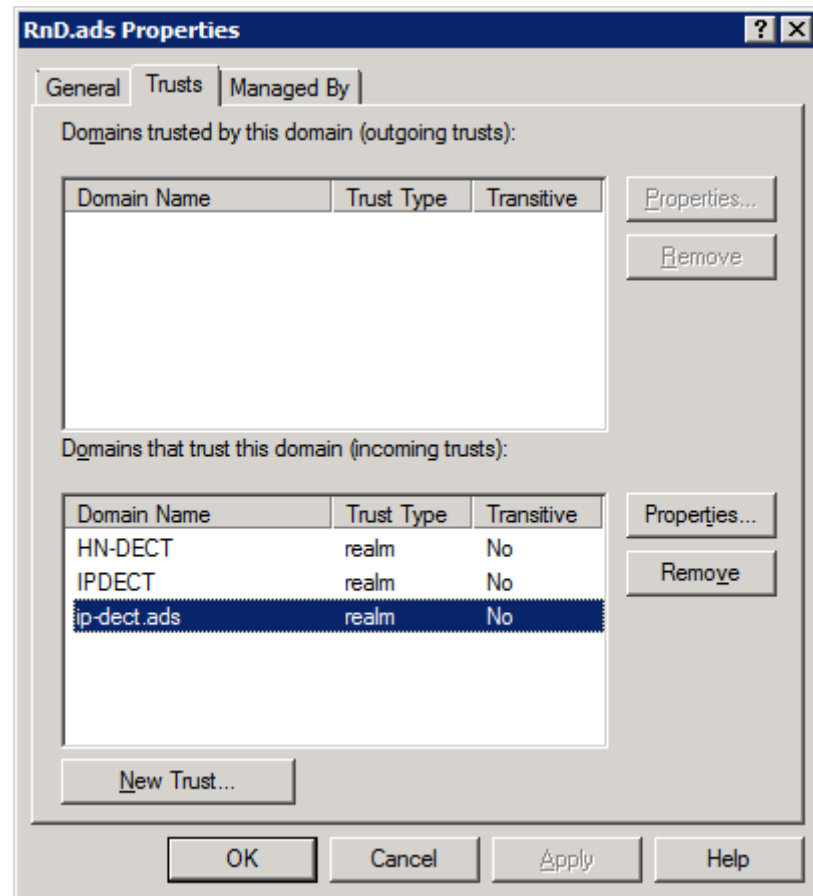 RnD.ads Properties
General Trusts Managed By
Domains trusted by this domain (outgoing trusts):
Domain Name Trust Type Transitive
Properties...
Remove
Domains that trust this domain (incoming trusts):
Domain Name Trust Type Transitive
Properties...
HN-DECT realm No
IPDECT realm No
Remove
ip-dect.ads realm No
New Trust...
OK Cancel Apply Help